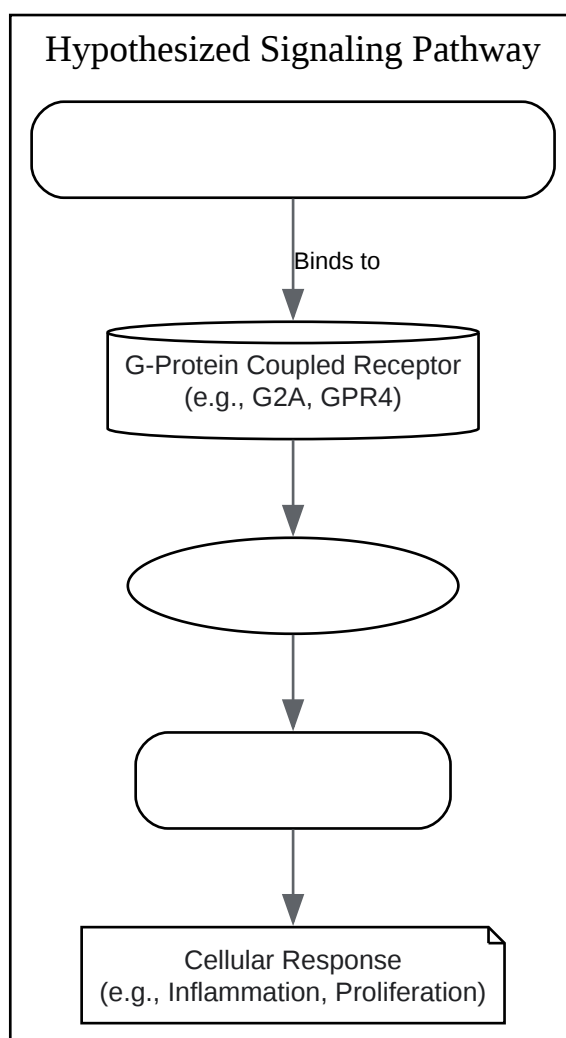 Hypothesized Signaling Pathway
Binds to
G-Protein Coupled Receptor
(e.g., G2A, GPR4)
Cellular Response
(e.g., Inflammation, Proliferation)